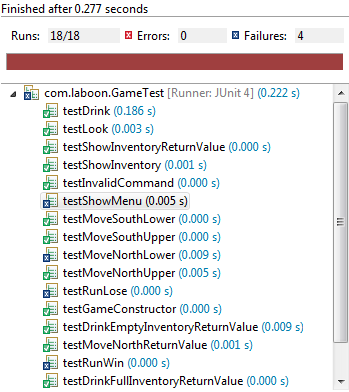 Finished after 0.277 seconds
Runs: 18/18 Errors: 0 Failures: 4
com.laboon.GameTest [Runner: JUnit 4] (0.222 s)
testDrink (0.186 s)
testLook (0.003 s)
testShowInventoryReturnValue (0.000 s)
testShowInventory (0.001 s)
testInvalidCommand (0.000 s)
testShowMenu (0.005 s)
testMoveSouthLower (0.000 s)
testMoveSouthUpper (0.000 s)
testMoveNorthLower (0.009 s)
testMoveNorthUpper (0.005 s)
testRunLose (0.000 s)
testGameConstructor (0.000 s)
testDrinkEmptyInventoryReturnValue (0.009 s)
testMoveNorthReturnValue (0.001 s)
testRunWin (0.000 s)
testDrinkFullInventoryReturnValue (0.000 s)